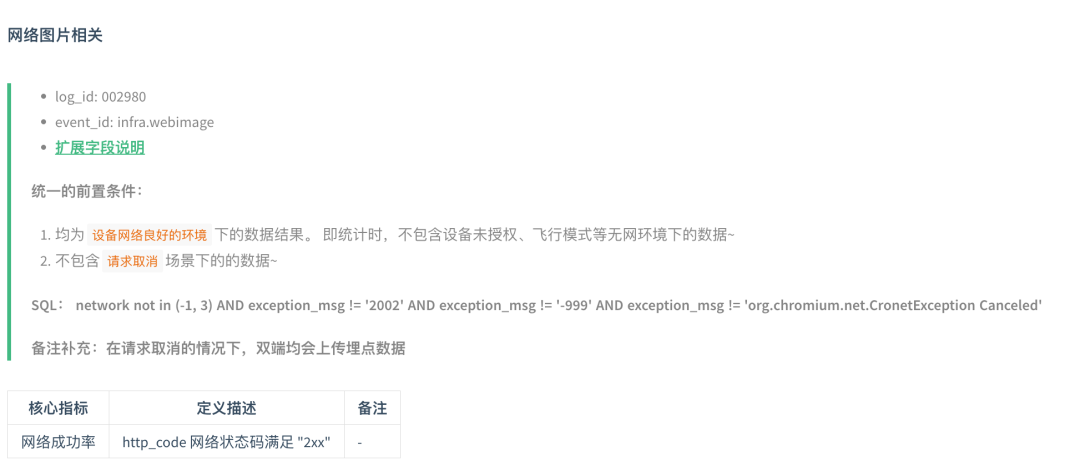 网络图片相关
log_id: 002980
event_id: infra.webimage
扩展字段说明
统一的前置条件：
1. 均为 设备网络良好的环境 下的数据结果。 即统计时，不包含设备未授权、飞行模式等无网环境下的数据~
2. 不包含 请求取消 场景下的的数据~
SQL： network not in (-1, 3) AND exception_msg != '2002' AND exception_msg != '-999' AND exception_msg != 'org.chromium.net.CronetException Canceled'
备注补充：在请求取消的情况下，双端均会上传埋点数据
核心指标 定义描述 备注
网络成功率 http_code 网络状态码满足 "2xx" -